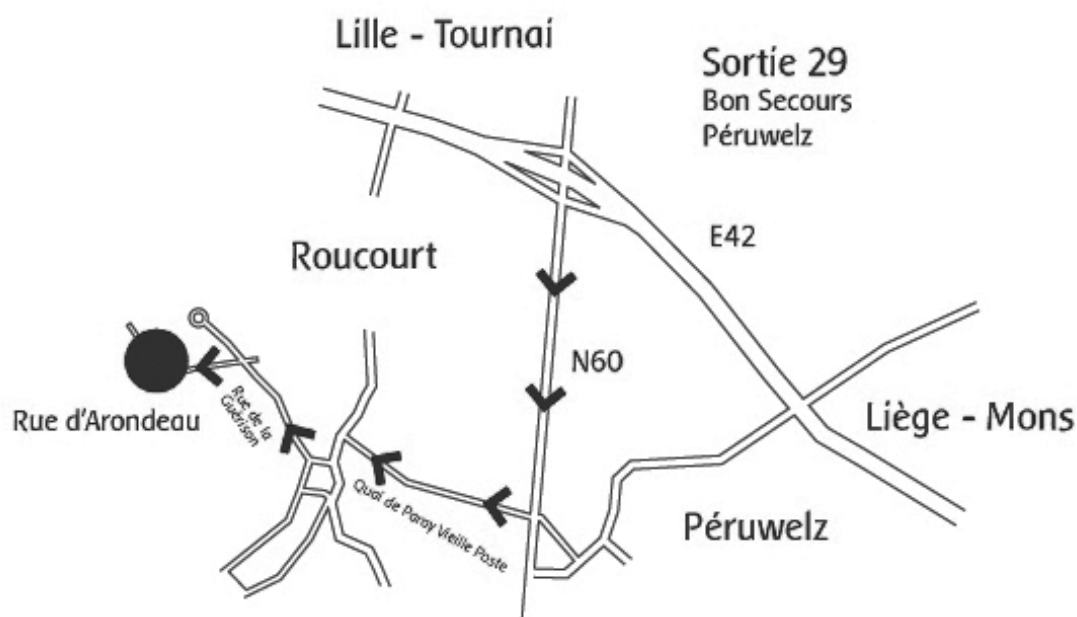 Lille - Tournai
Sortie 29
Bon Secours
Péruwelz
E42
Roucourt
N60
Rue d'Arondeau
Rue de la
Guérison
Liège - Mons
Quai de Paray Vieille Poste
Péruwelz